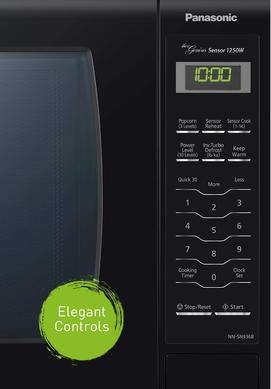 Panasonic
the Genius Sensor 1250W
10:00
Popcorn
(3 Levels)
Sensor
Reheat
Sensor Cook
Power
Level
(10 Levels)
Inv.Turbo
Defrost
(lb/kg)
Keep
Warm
Quick 30
More
Less
1
2
3
4
5
6
7
8
9
Cooking
Timer
0
Clock
Set
Stop/Reset
Start
NN-SN936B
Elegant
Controls